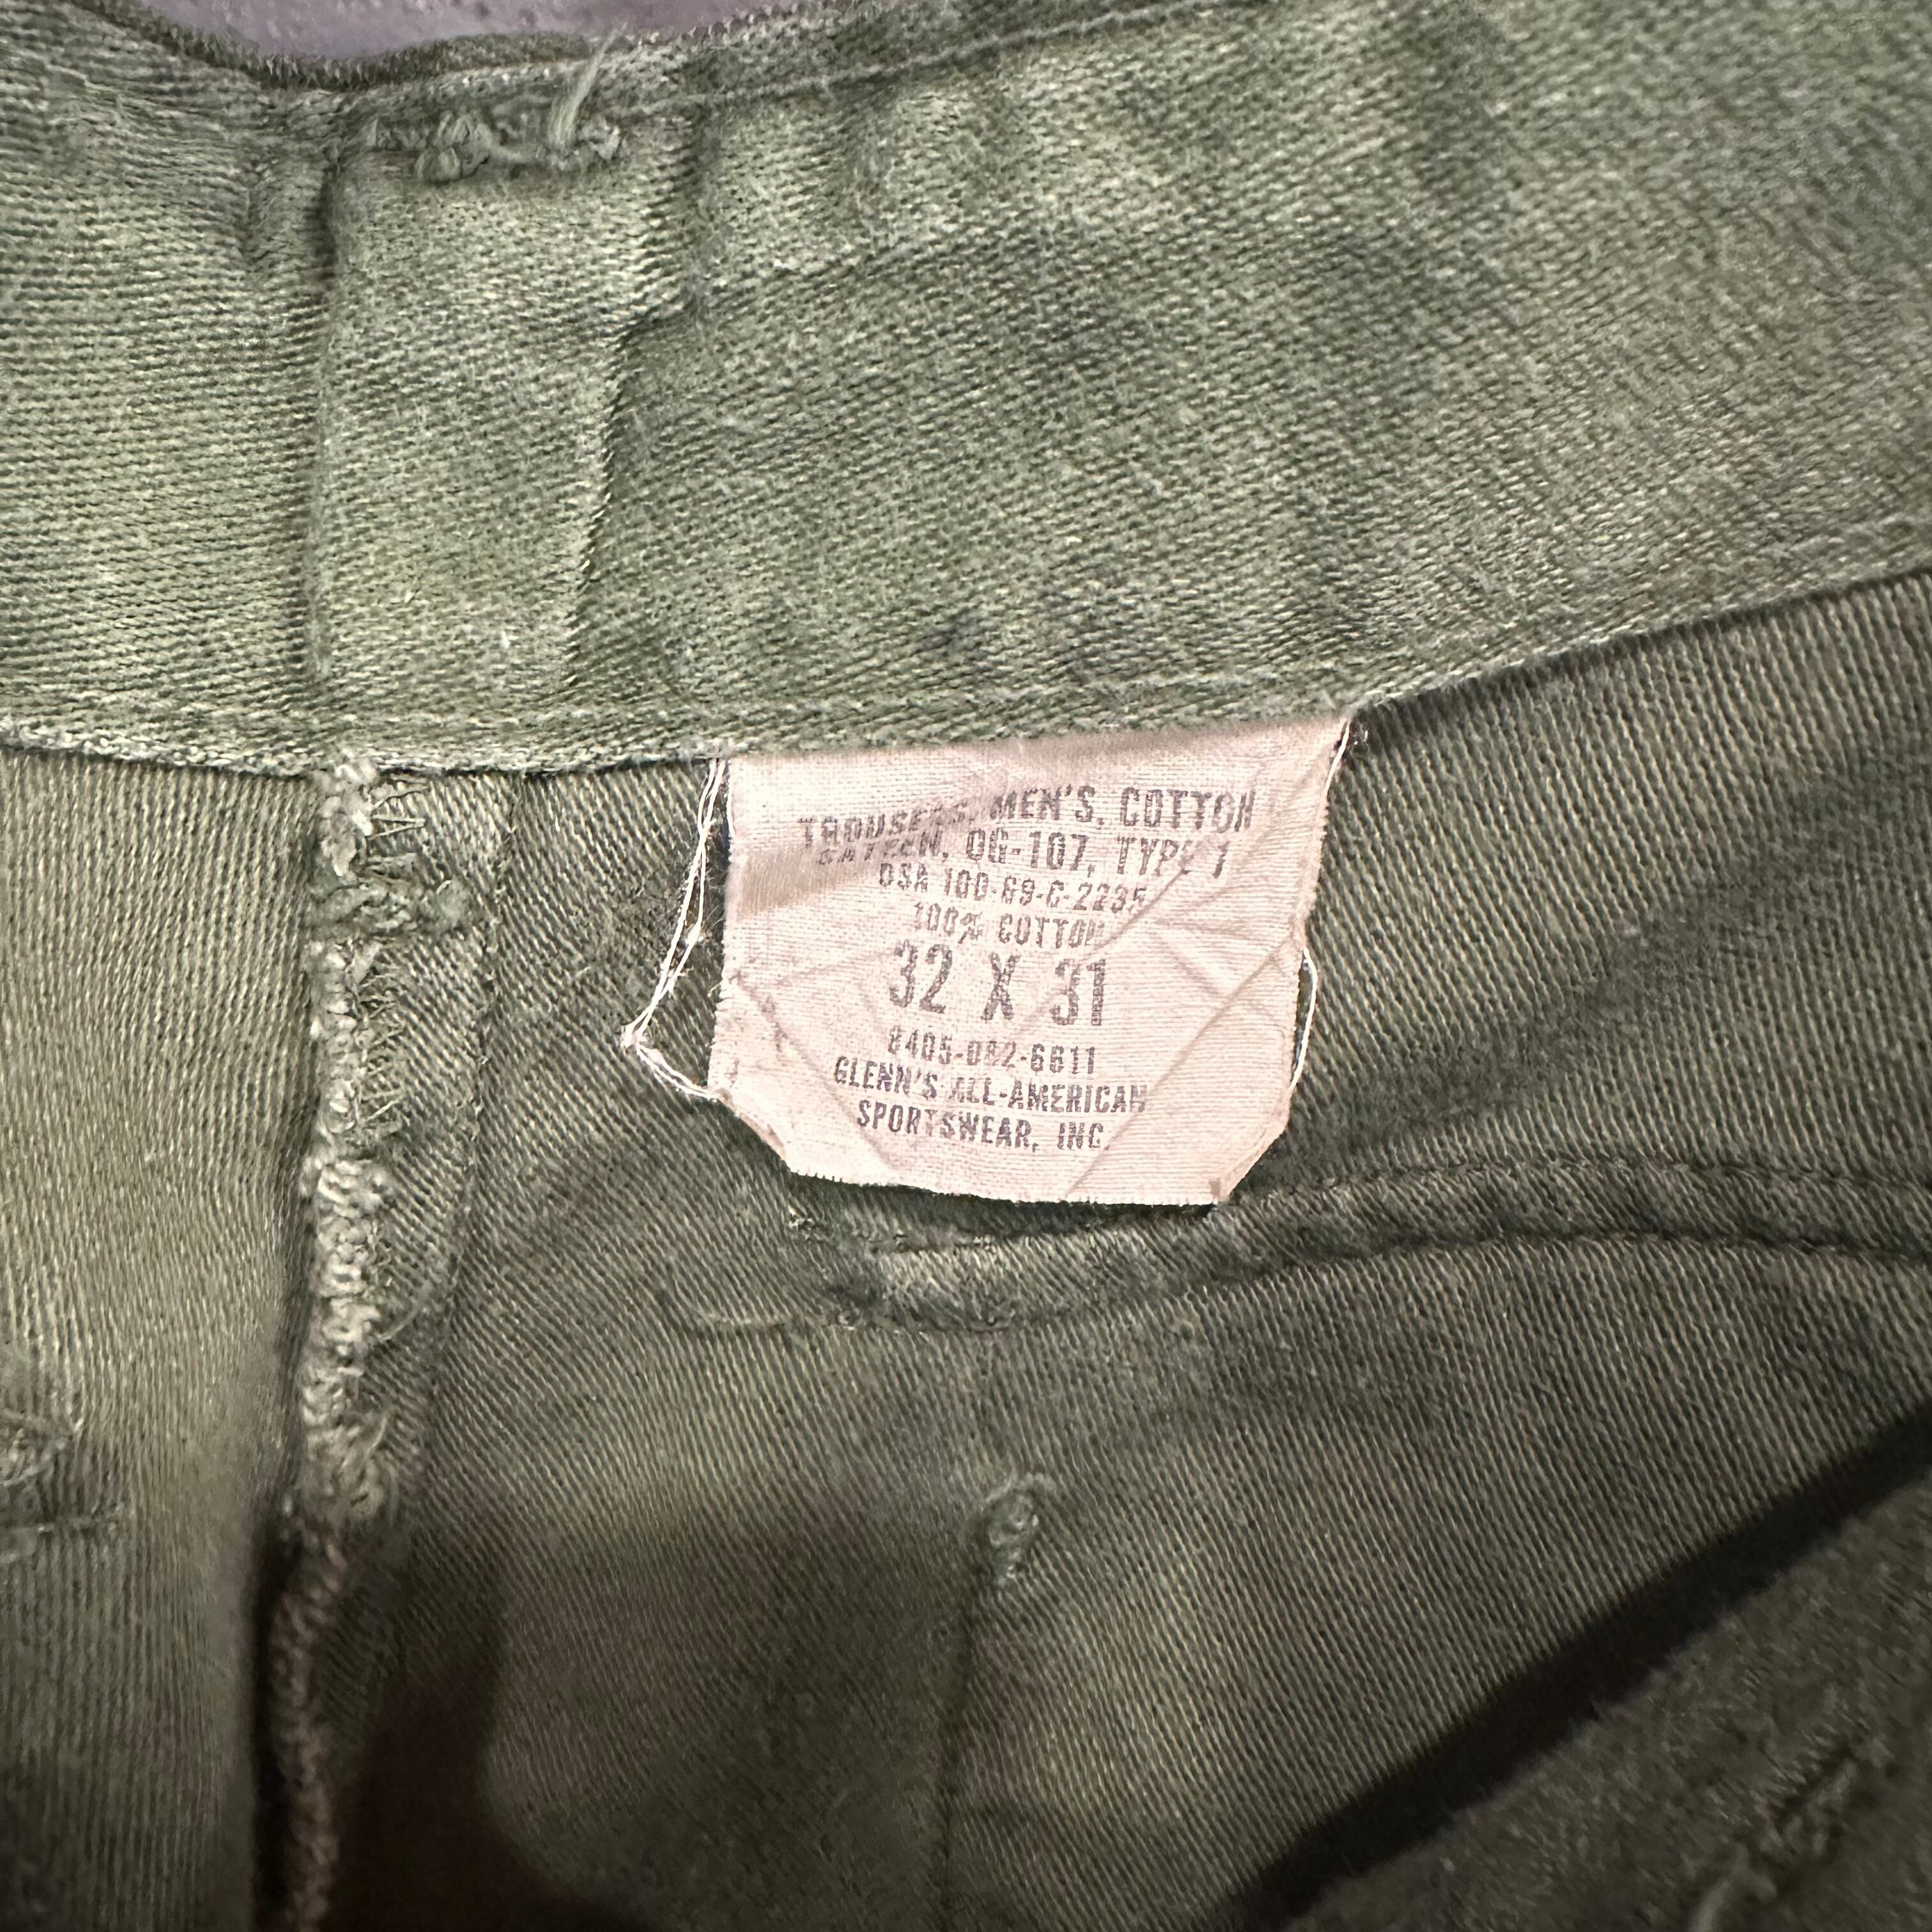 TROUSERS, MEN'S, COTTON
SATEEN, OG-107, TYPE 1
DSA 100-69-C-2235
100% COTTON
32 X 31
8405-082-6611
GLENN'S ALL-AMERICAN
SPORTSWEAR, INC.